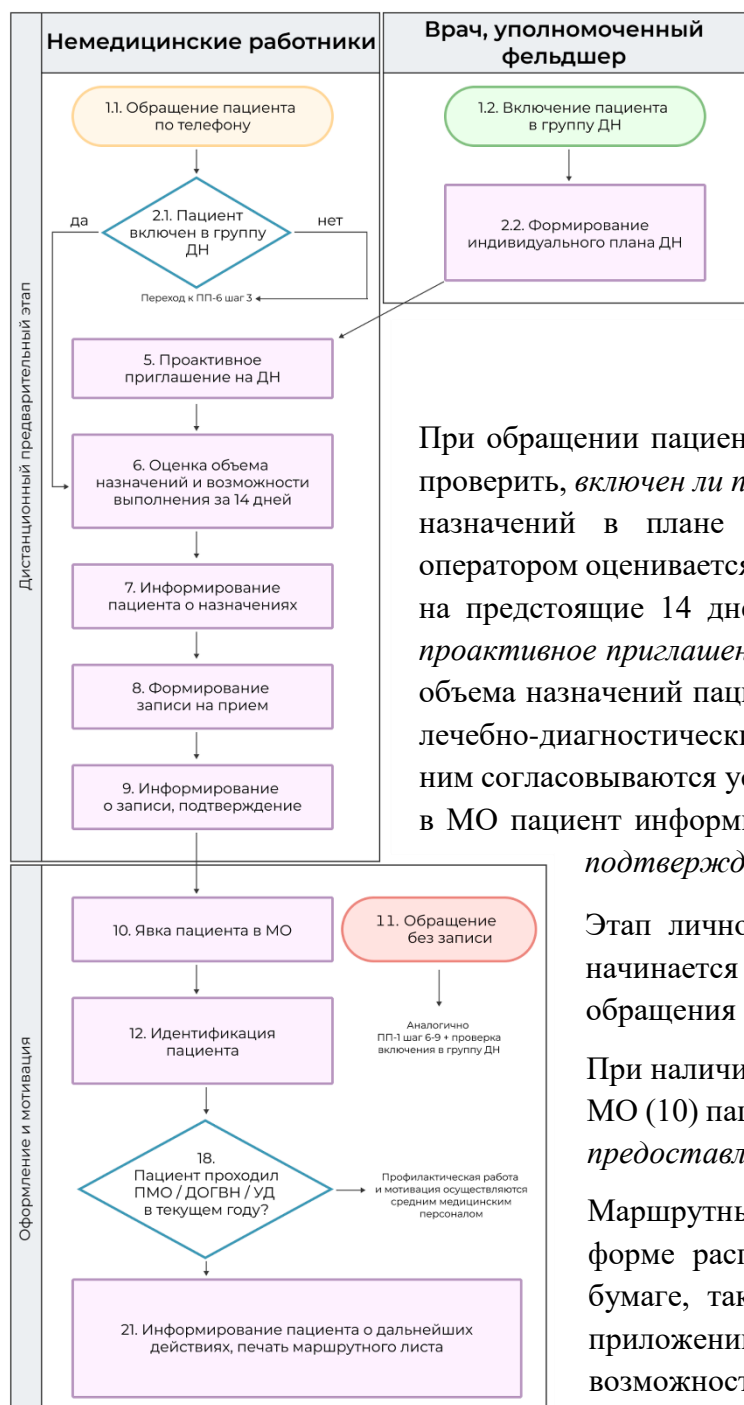 Немедицинские работники
Врач, уполномоченный
фельдшер
Дистанционный предварительный этап
1.1. Обращение пациента
по телефону
1.2. Включение пациента
в группу ДН
да
2.1. Пациент
включен в группу
ДН
нет
2.2. Формирование
индивидуального плана ДН
Переход к ПП-6 шаг 3
5. Проактивное
приглашение на ДН
6. Оценка объема
назначений и возможности
выполнения за 14 дней
7. Информирование
пациента о назначениях
8. Формирование
записи на прием
9. Информирование
о записи, подтверждение
При обращении пациен
проверить, включен ли п
назначений в плане
оператором оценивается
на предстоящие 14 дне
проактивное приглашен
объема назначений паци
лечебно-диагностически
ним согласовываются ус
в МО пациент информи
подтвержд
Оформление и мотивация
10. Явка пациента в МО
11. Обращение
без записи
12. Идентификация
пациента
Аналогично
ПП-1 шаг 6-9 + проверка
включения в группу ДН
18.
Пациент проходил
ПМО / ДОГВН / УД
в текущем году?
Профилактическая работа
и мотивация осуществляются
средним медицинским
персоналом
21. Информирование пациента о дальнейших
действиях, печать маршрутного листа
Этап лично
начинается
обращения
При наличи
МО (10) пац
предоставл
Маршрутны
форме расп
бумаге, так
приложени
возможност